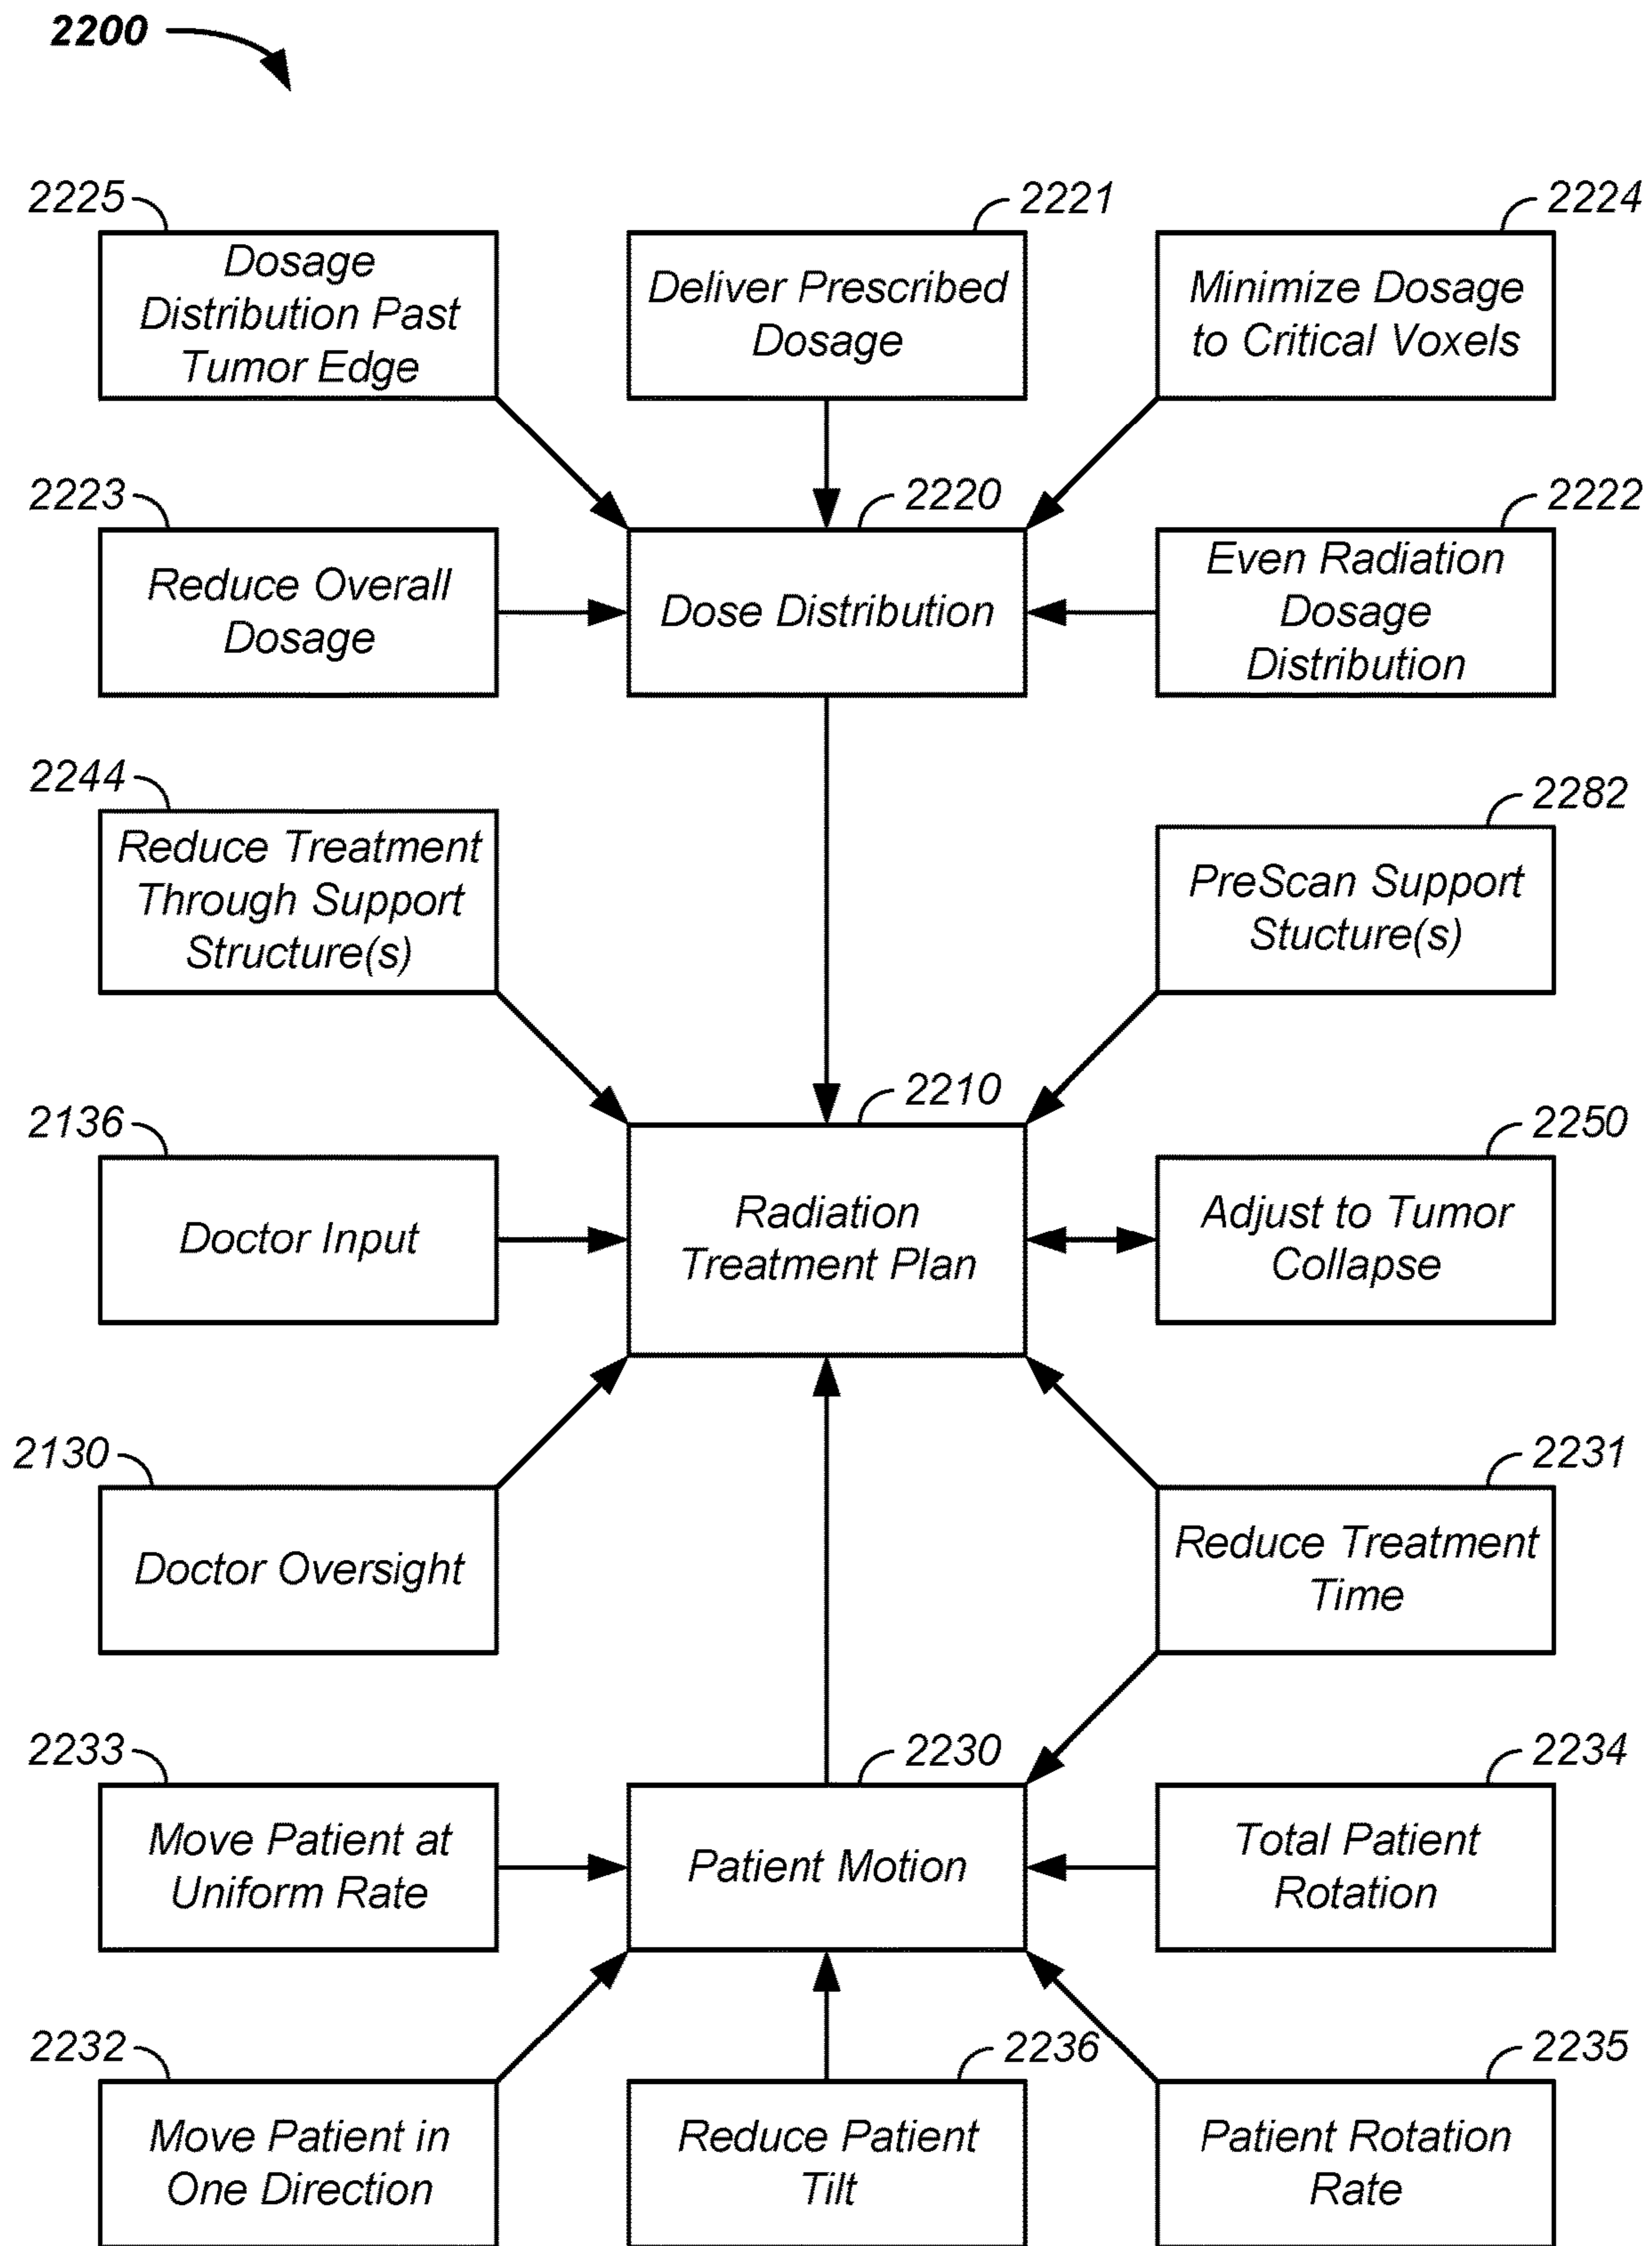 2200
2225
2221
2224
Dosage
Distribution Past
Tumor Edge
Deliver Prescribed
Dosage
Minimize Dosage
to Critical Voxels
2223
2220
2222
Reduce Overall
Dosage
Dose Distribution
Even Radiation
Dosage
Distribution
2244
2282
Reduce Treatment
Through Support
Structure(s)
PreScan Support
Stucture(s)
2210
2136
2250
Doctor Input
Radiation
Treatment Plan
Adjust to Tumor
Collapse
2130
2231
Doctor Oversight
Reduce Treatment
Time
2233
2230
2234
Move Patient at
Uniform Rate
Patient Motion
Total Patient
Rotation
2232
2236
2235
Move Patient in
One Direction
Reduce Patient
Tilt
Patient Rotation
Rate